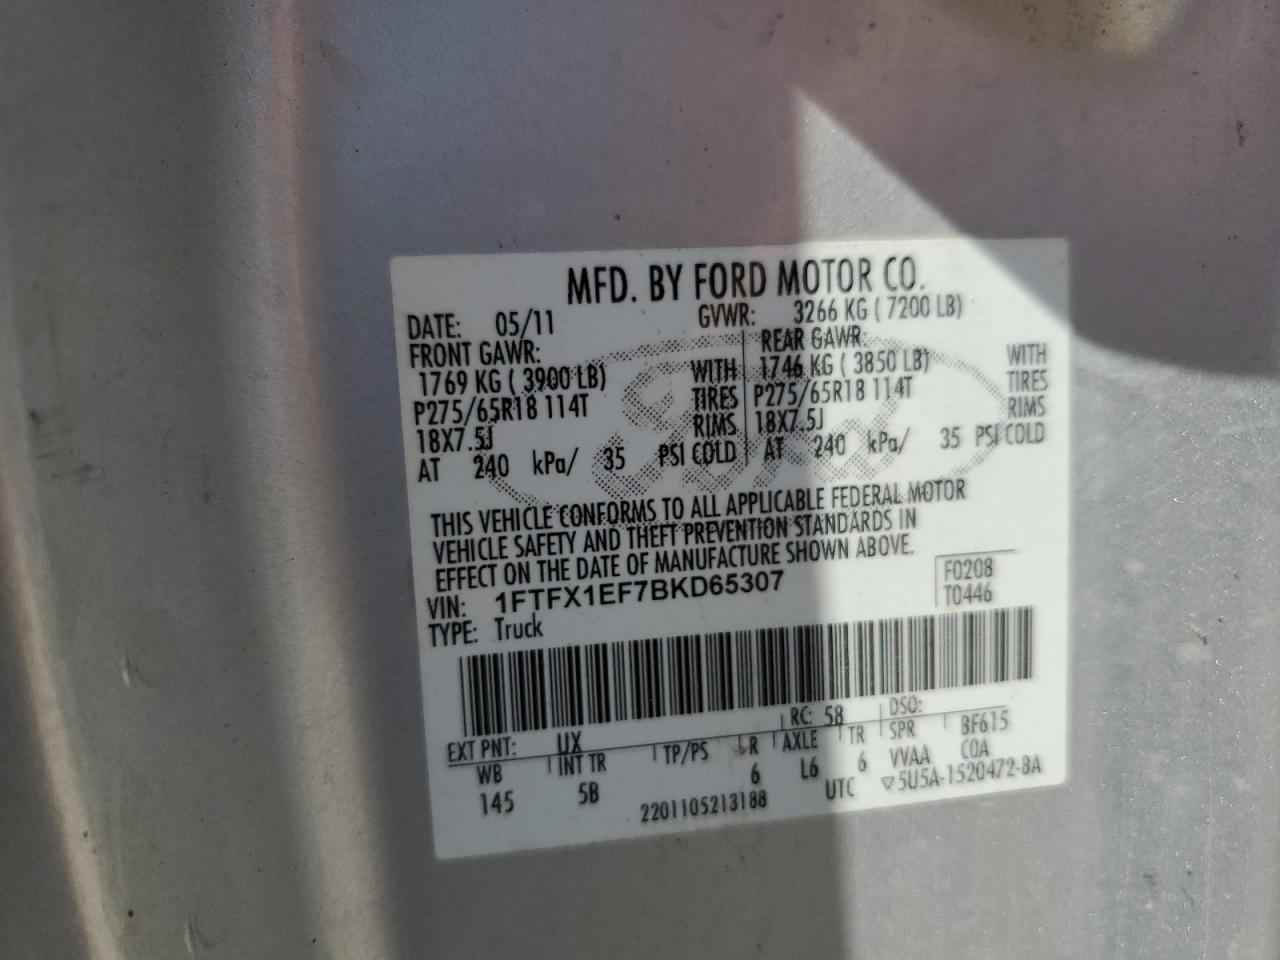 MFD. BY FORD MOTOR CO.
DATE: 05/11 GVWR: 3266 KG ( 7200 LB)
FRONT GAWR: REAR GAWR:
1769 KG ( 3900 LB) WITH 1746 KG ( 3850 LB) WITH
P275/65R18 114T TIRES P275/65R18 114T TIRES
18X7.5J RIMS 18X7.5J RIMS
AT 240 kPa/ 35 PSI COLD AT 240 kPa/ 35 PSI COLD
Ford
THIS VEHICLE CONFORMS TO ALL APPLICABLE FEDERAL MOTOR
VEHICLE SAFETY AND THEFT PREVENTION STANDARDS IN
EFFECT ON THE DATE OF MANUFACTURE SHOWN ABOVE.
VIN: 1FTFX1EF7BKD65307 F0208
TYPE: Truck T0446
EXT PNT: UX RC: 58 DSO:
WB INT TR TP/PS R AXLE TR SPR BF615
145 5B 6 L6 6 VVAA COA
2201105213188 UTC ▽5U5A-1520472-BA